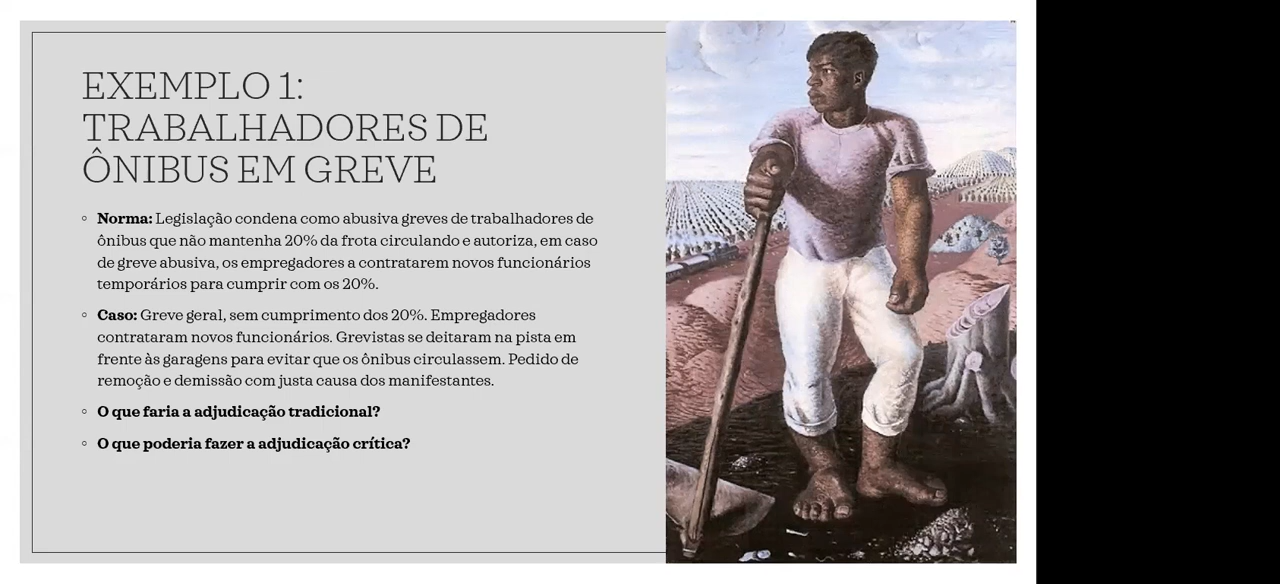 EXEMPLO 1:
TRABALHADORES DE
ÔNIBUS EM GREVE
◦ Norma: Legislação condena como abusiva greves de trabalhadores de
ônibus que não mantenha 20% da frota circulando e autoriza, em caso
de greve abusiva, os empregadores a contratarem novos funcionários
temporários para cumprir com os 20%.
◦ Caso: Greve geral, sem cumprimento dos 20%. Empregadores
contrataram novos funcionários. Grevistas se deitaram na pista em
frente às garagens para evitar que os ônibus circulassem. Pedido de
remoção e demissão com justa causa dos manifestantes.
◦ O que faria a adjudicação tradicional?
◦ O que poderia fazer a adjudicação crítica?